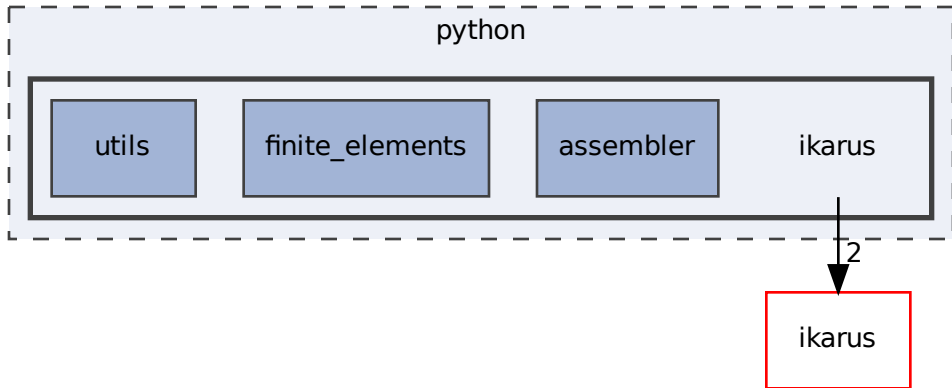 python
utils
finite_elements
assembler
ikarus
2
ikarus